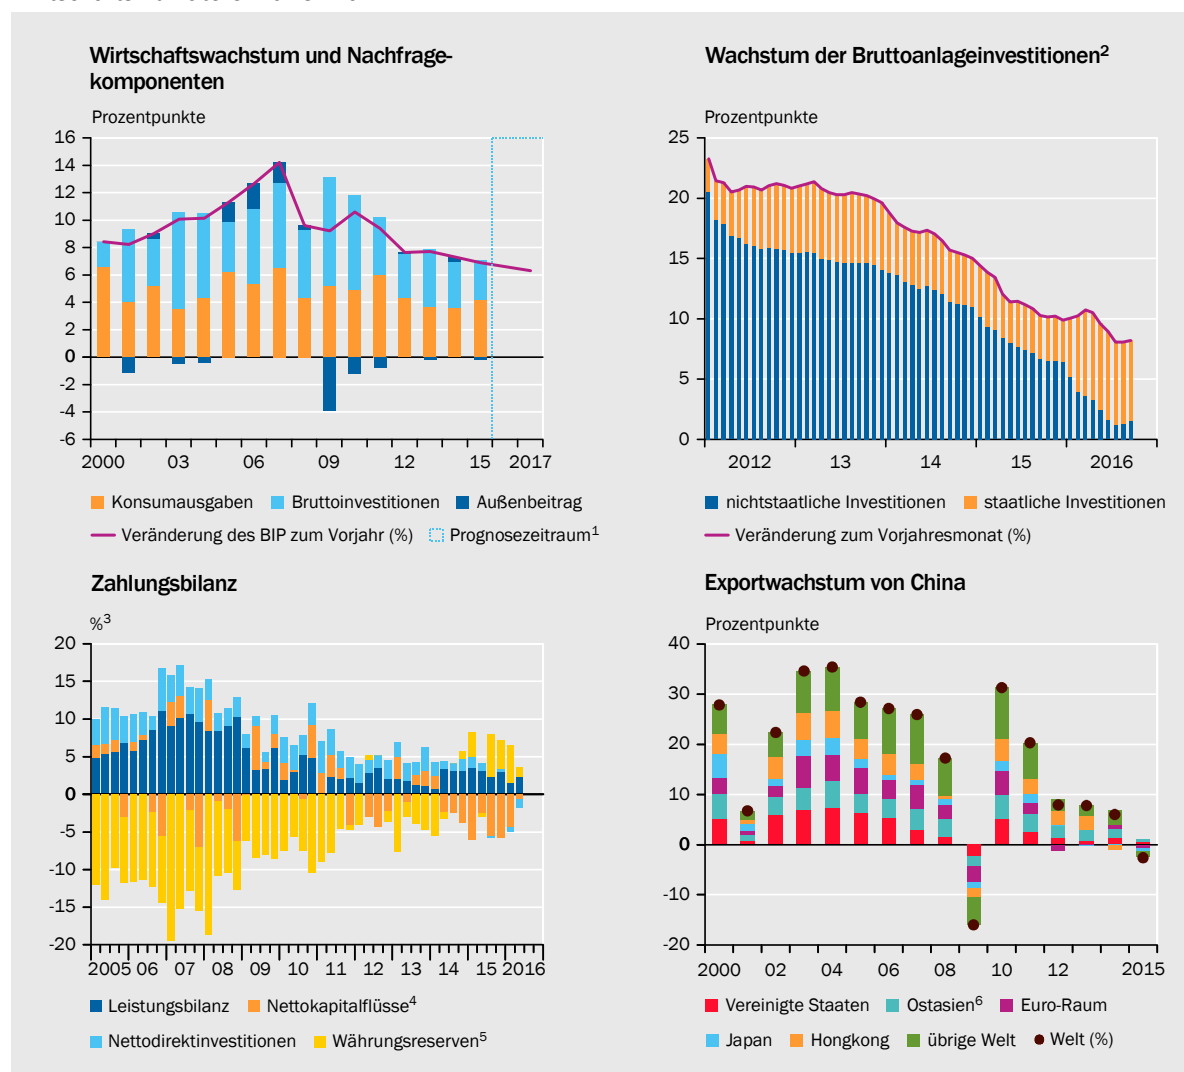 Wirtschaftswachstum und Nachfrage-
komponenten
Prozentpunkte
16
14
12
10
8
6
4
2
0
-2
-4
-6
2000 03 06 09 12 15 2017
Konsumausgaben Bruttoinvestitionen Außenbeitrag
Veränderung des BIP zum Vorjahr (%) Prognosezeitraum1
Wachstum der Bruttoanlageinvestitionen2
Prozentpunkte
25
20
15
10
5
0
2012 13 14 15 2016
nichtstaatliche Investitionen staatliche Investitionen
Veränderung zum Vorjahresmonat (%)
Zahlungsbilanz
%3
20
15
10
5
0
-5
-10
-15
-20
2005 06 07 08 09 10 11 12 13 14 15 2016
Leistungsbilanz Nettokapitalflüsse4
Nettodirektinvestitionen Währungsreserven5
Exportwachstum von China
Prozentpunkte
40
30
20
10
0
-10
-20
2000 02 04 06 08 10 12 2015
Vereinigte Staaten Ostasien6 Euro-Raum
Japan Hongkong übrige Welt Welt (%)